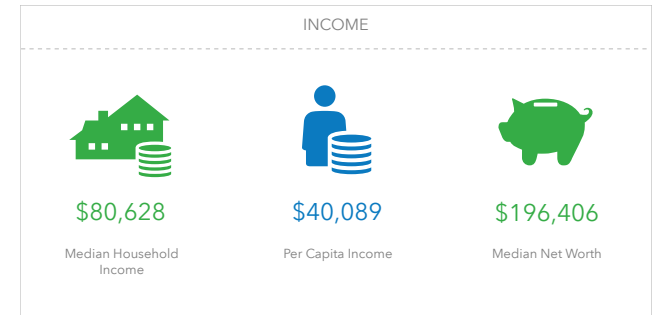 INCOME
$80,628
$40,089
$196,406
Median Household
Income
Per Capita Income
Median Net Worth